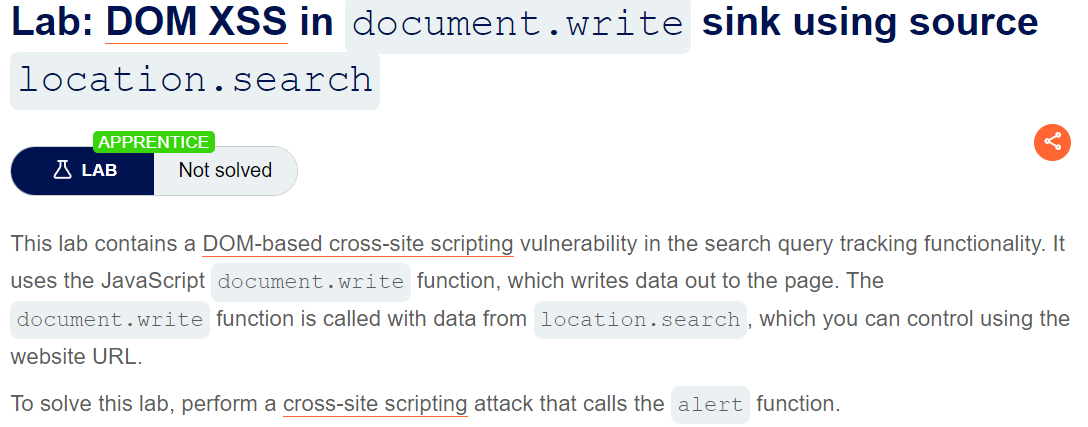 Lab: DOM XSS in document.write sink using source
location.search
APPRENTICE
LAB Not solved
This lab contains a DOM-based cross-site scripting vulnerability in the search query tracking functionality. It
uses the JavaScript document.write function, which writes data out to the page. The
document.write function is called with data from location.search, which you can control using the
website URL.
To solve this lab, perform a cross-site scripting attack that calls the alert function.